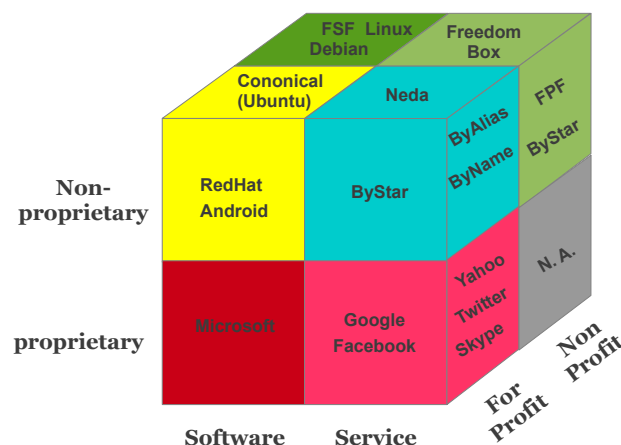 FSF Linux
Debian
Freedom
Box
Cononical
(Ubuntu)
Neda
FPF
ByStar
ByAlias
ByName
Non-
proprietary
RedHat
Android
ByStar
Yahoo
Twitter
Skype
N. A.
proprietary
Microsoft
Google
Facebook
For
Profit
Non
Profit
Software
Service